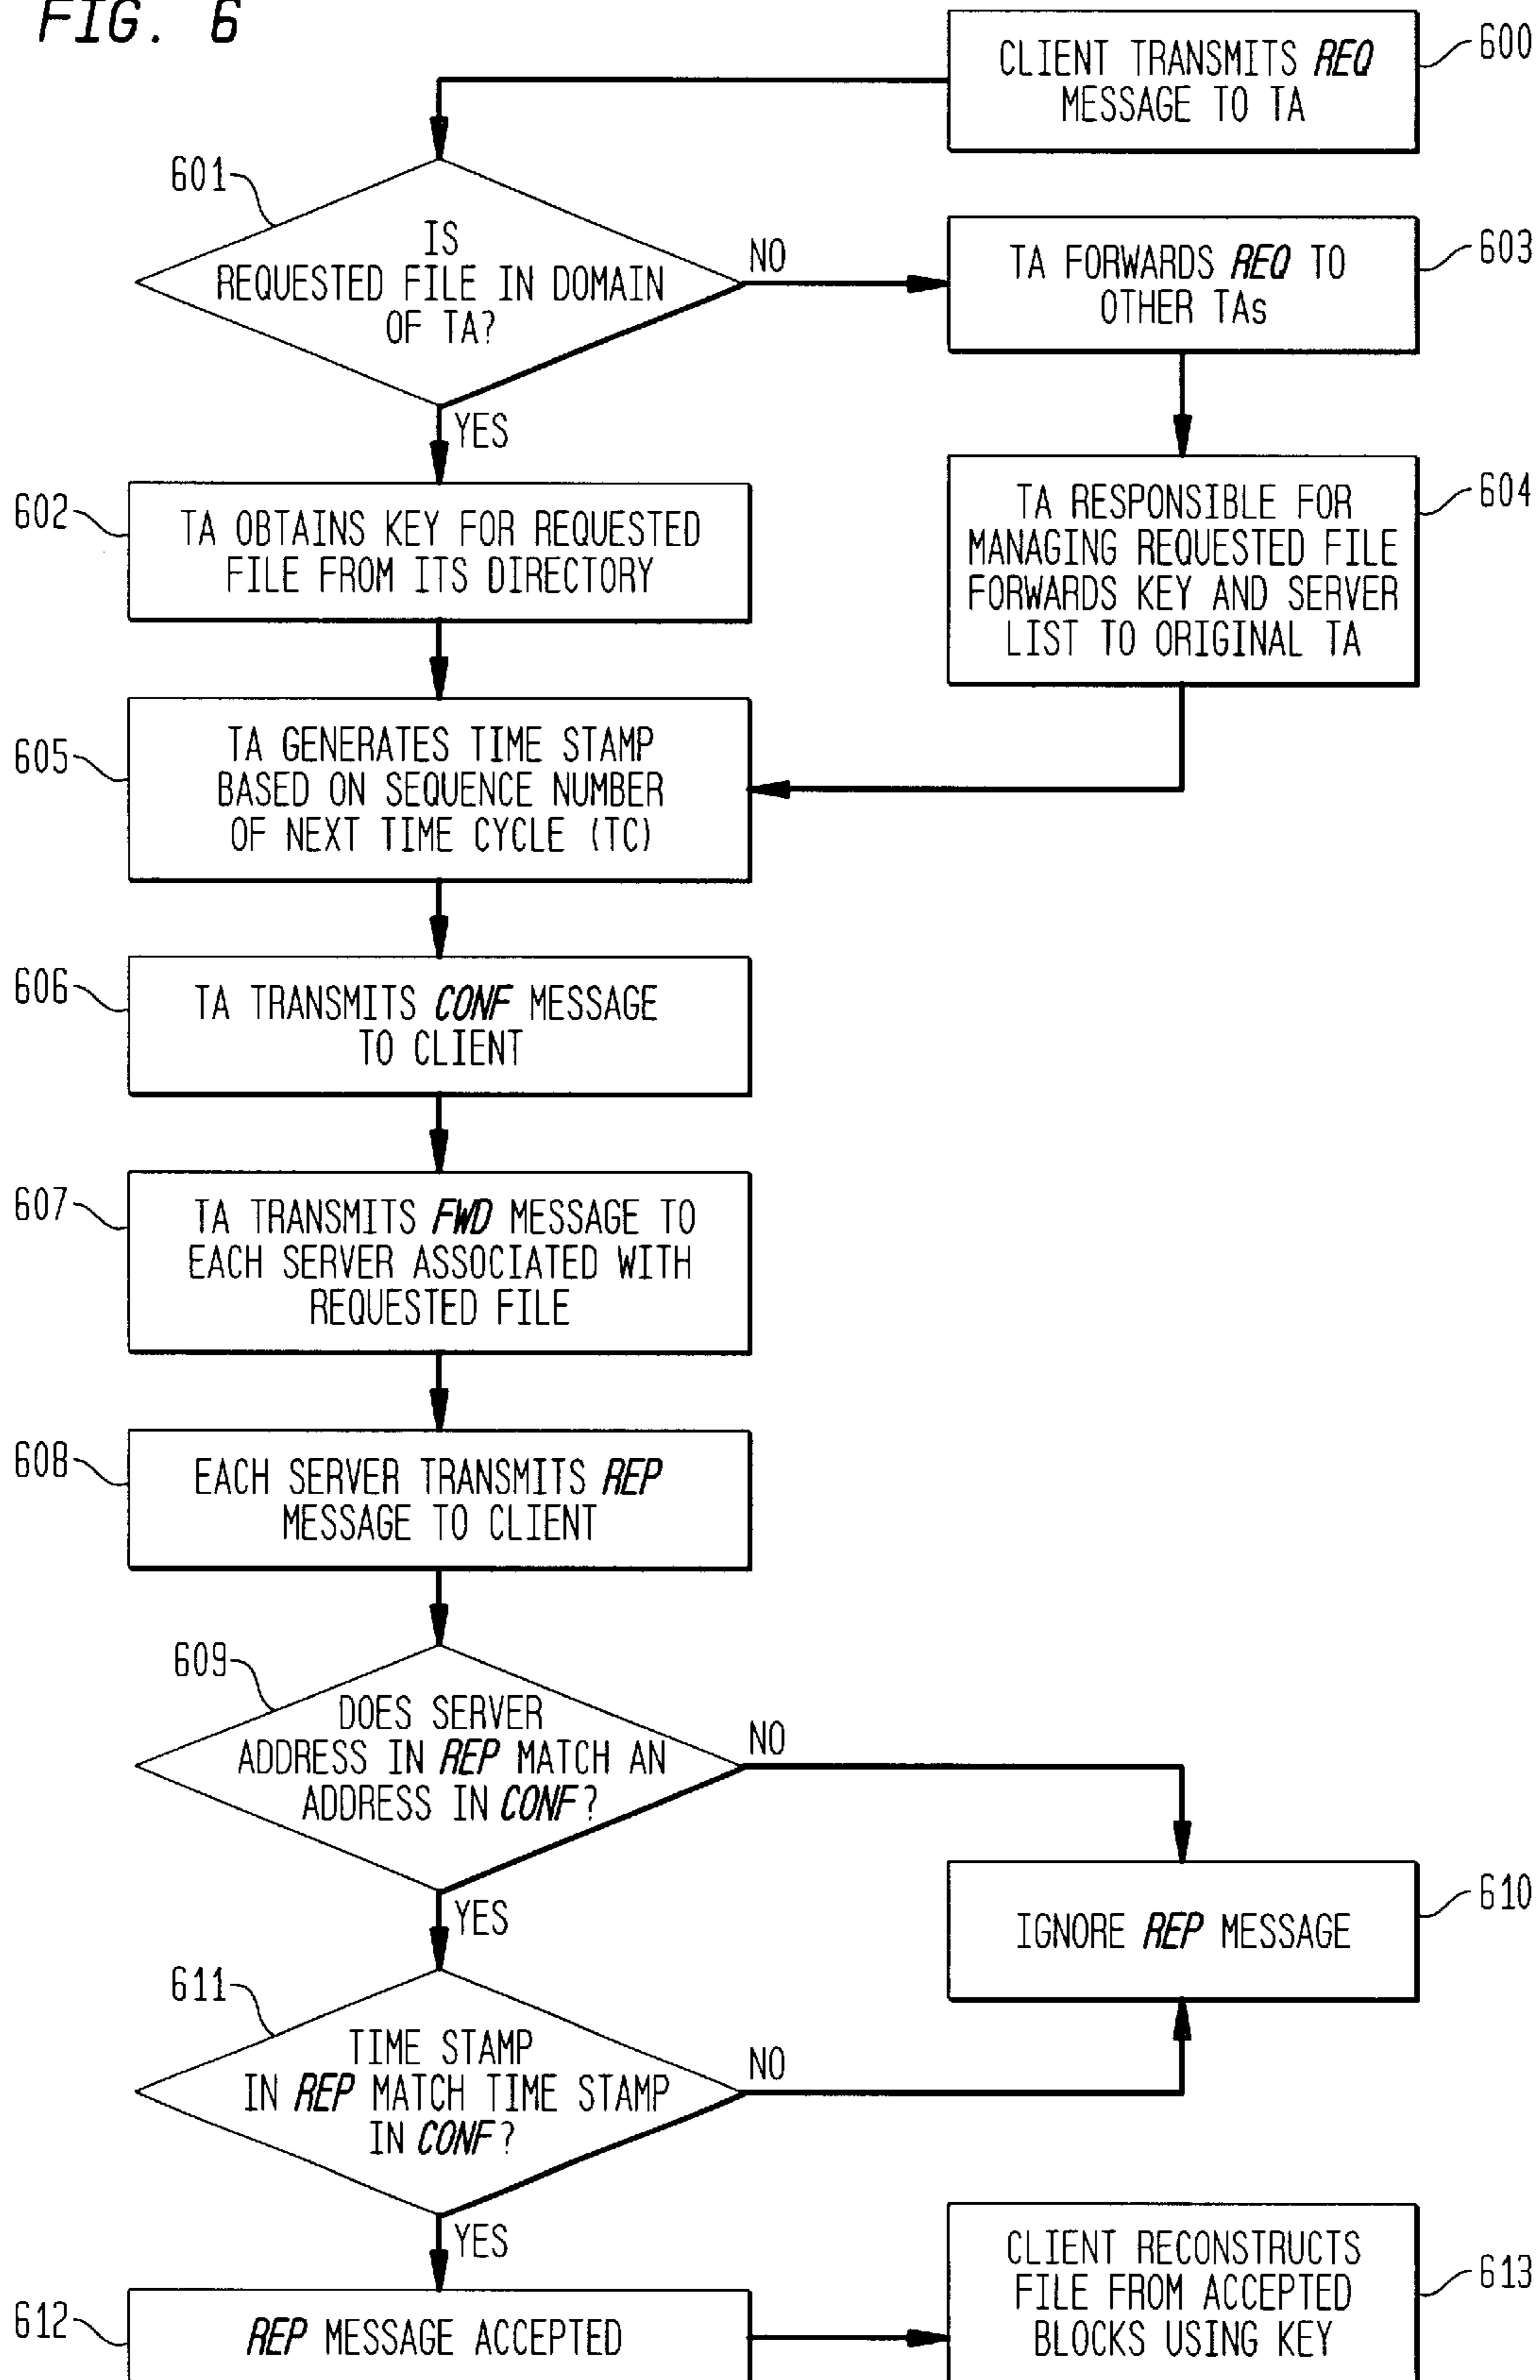 FIG. 6
CLIENT TRANSMITS REQ
MESSAGE TO TA
600
601
IS
REQUESTED FILE IN DOMAIN
OF TA?
NO
YES
TA FORWARDS REQ TO
OTHER TAs
603
602
TA OBTAINS KEY FOR REQUESTED
FILE FROM ITS DIRECTORY
TA RESPONSIBLE FOR
MANAGING REQUESTED FILE
FORWARDS KEY AND SERVER
LIST TO ORIGINAL TA
604
605
TA GENERATES TIME STAMP
BASED ON SEQUENCE NUMBER
OF NEXT TIME CYCLE (TC)
606
TA TRANSMITS CONF MESSAGE
TO CLIENT
607
TA TRANSMITS FWD MESSAGE TO
EACH SERVER ASSOCIATED WITH
REQUESTED FILE
608
EACH SERVER TRANSMITS REP
MESSAGE TO CLIENT
609
DOES SERVER
ADDRESS IN REP MATCH AN
ADDRESS IN CONF?
NO
YES
IGNORE REP MESSAGE
610
611
TIME STAMP
IN REP MATCH TIME STAMP
IN CONF?
NO
YES
612
REP MESSAGE ACCEPTED
CLIENT RECONSTRUCTS
FILE FROM ACCEPTED
BLOCKS USING KEY
613